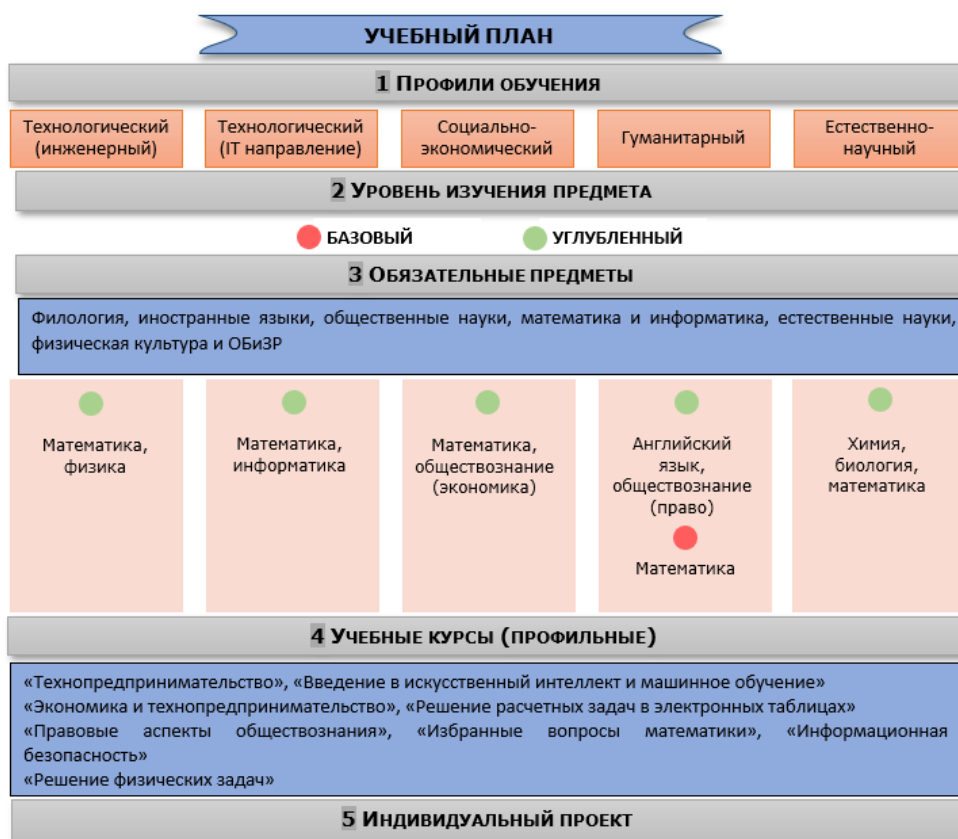 УЧЕБНЫЙ ПЛАН
1 ПРОФИЛИ ОБУЧЕНИЯ
Технологический
(инженерный)
Технологический
(IT направление)
Социально-
экономический
Гуманитарный
Естественно-
научный
2 УРОВЕНЬ ИЗУЧЕНИЯ ПРЕДМЕТА
БАЗОВЫЙ
УГЛУБЛЕННЫЙ
3 ОБЯЗАТЕЛЬНЫЕ ПРЕДМЕТЫ
Филология, иностранные языки, общественные науки, математика и информатика, естественные науки,
физическая культура и ОБиЗР
Математика,
физика
Математика,
информатика
Математика,
обществознание
(экономика)
Английский
язык,
обществознание
(право)
Математика
Химия,
биология,
математика
4 УЧЕБНЫЕ КУРСЫ (ПРОФИЛЬНЫЕ)
«Технопредпринимательство», «Введение в искусственный интеллект и машинное обучение»
«Экономика и технопредпринимательство», «Решение расчетных задач в электронных таблицах»
«Правовые аспекты обществознания», «Избранные вопросы математики», «Информационная
безопасность»
«Решение физических задач»
5 ИНДИВИДУАЛЬНЫЙ ПРОЕКТ